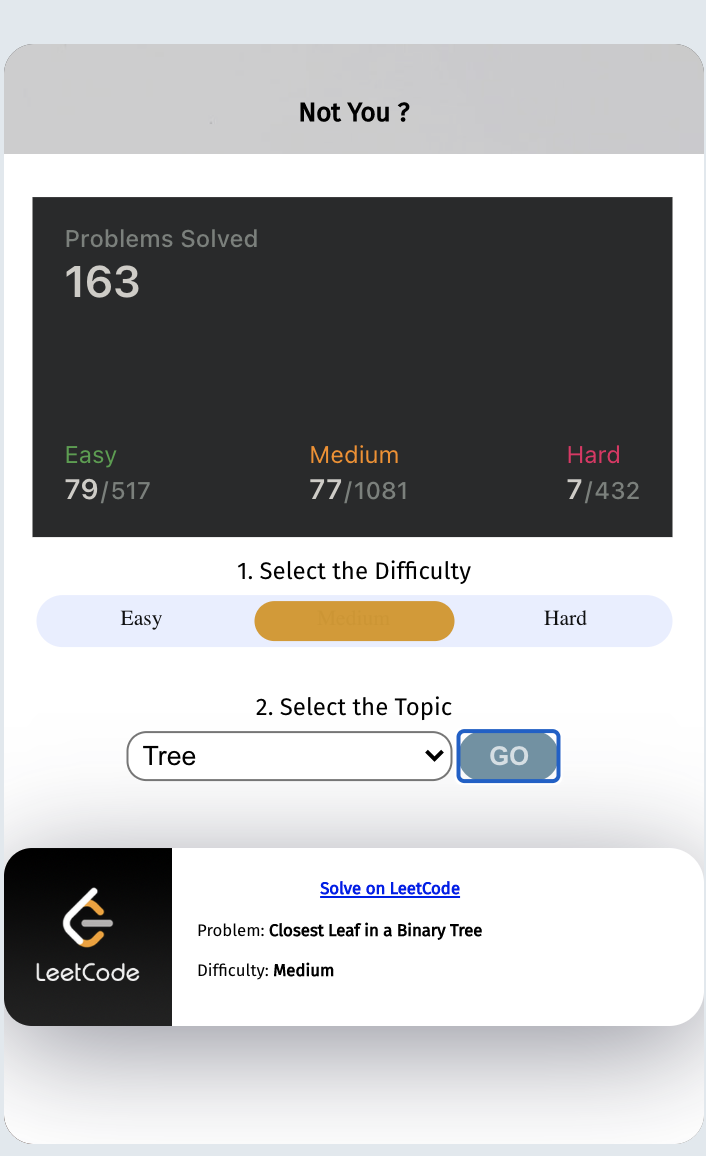 Not You ?
Problems Solved
163
Easy Medium Hard
79/517 77/1081 7/432
1. Select the Difficulty
Easy Medium Hard
2. Select the Topic
Tree GO
Solve on LeetCode
Problem: Closest Leaf in a Binary Tree
LeetCode
Difficulty: Medium